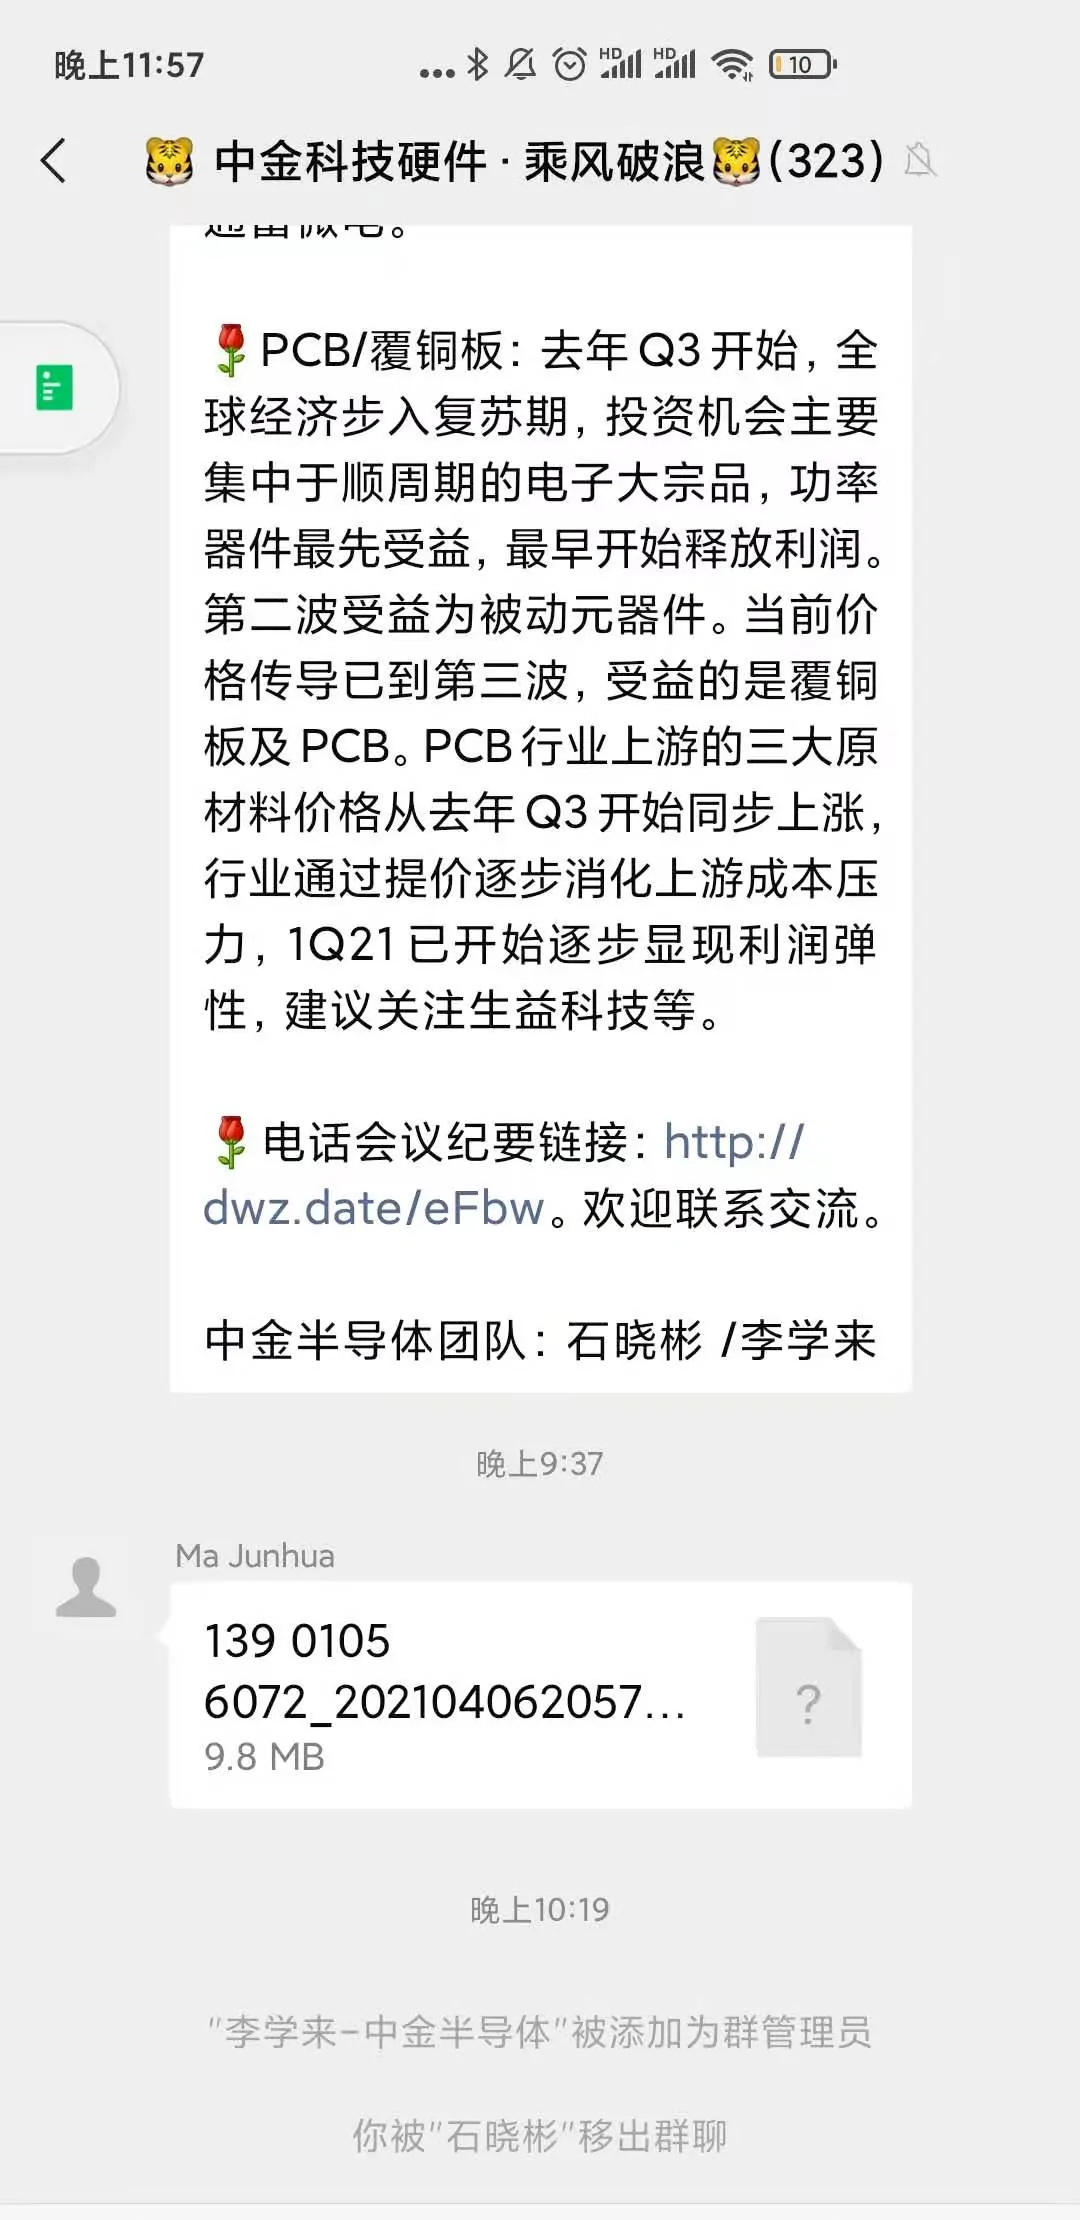 晚上11:57
HD HD 10
中金科技硬件·乘风破浪(323)
通富微电。
PCB/覆铜板：去年Q3开始，全
球经济步入复苏期，投资机会主要
集中于顺周期的电子大宗品，功率
器件最先受益，最早开始释放利润。
第二波受益为被动元器件。当前价
格传导已到第三波，受益的是覆铜
板及PCB。PCB行业上游的三大原
材料价格从去年Q3开始同步上涨，
行业通过提价逐步消化上游成本压
力，1Q21已开始逐步显现利润弹
性，建议关注生益科技等。
电话会议纪要链接：http://
dwz.date/eFbw。欢迎联系交流。
中金半导体团队：石晓彬 /李学来
晚上9:37
Ma Junhua
139 0105
6072_202104062057...
9.8 MB
?
晚上10:19
"李学来-中金半导体"被添加为群管理员
你被"石晓彬"移出群聊